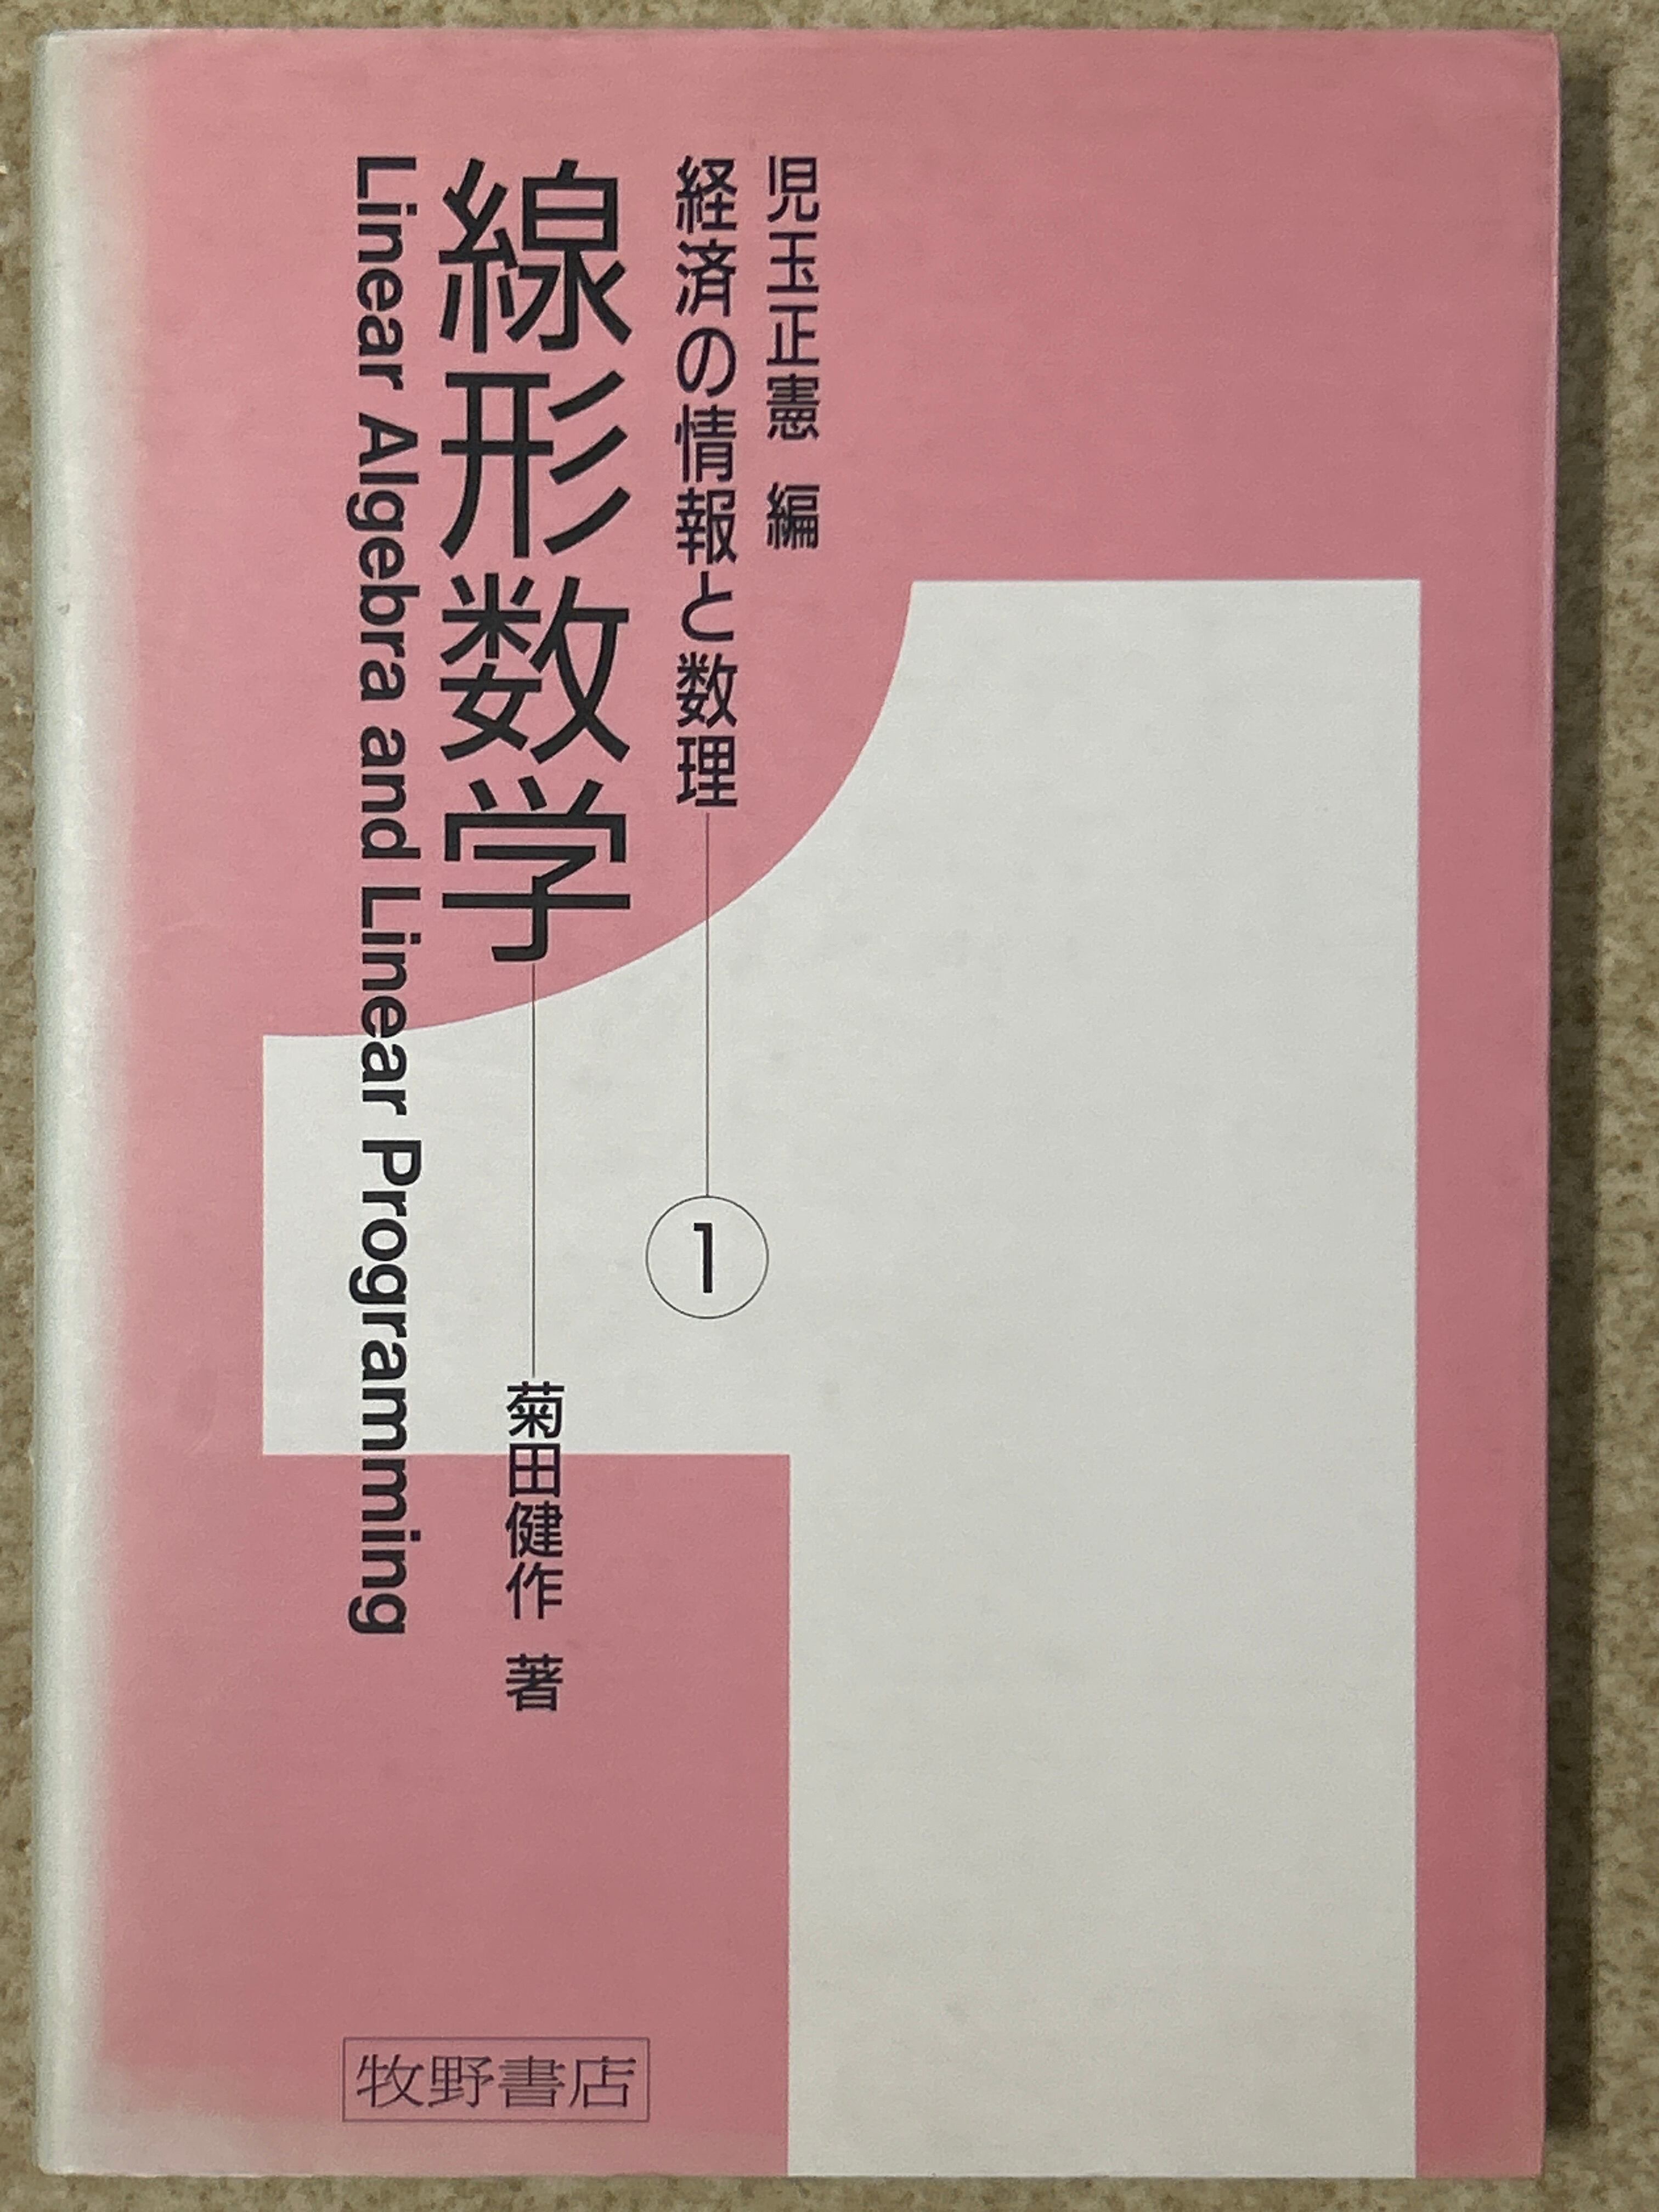 児玉正憲 編
経済の情報と数理 1
線形数学 菊田健作 著
Linear Algebra and Linear Programming
牧野書店